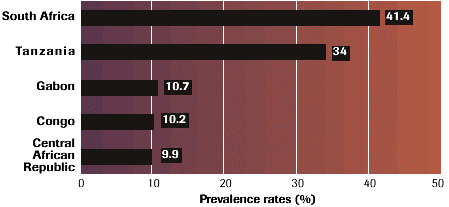 South Africa 41.4
Tanzania 34
Gabon 10.7
Congo 10.2
Central
African 9.9
Republic
0 10 20 30 40 50
Prevalence rates (%)